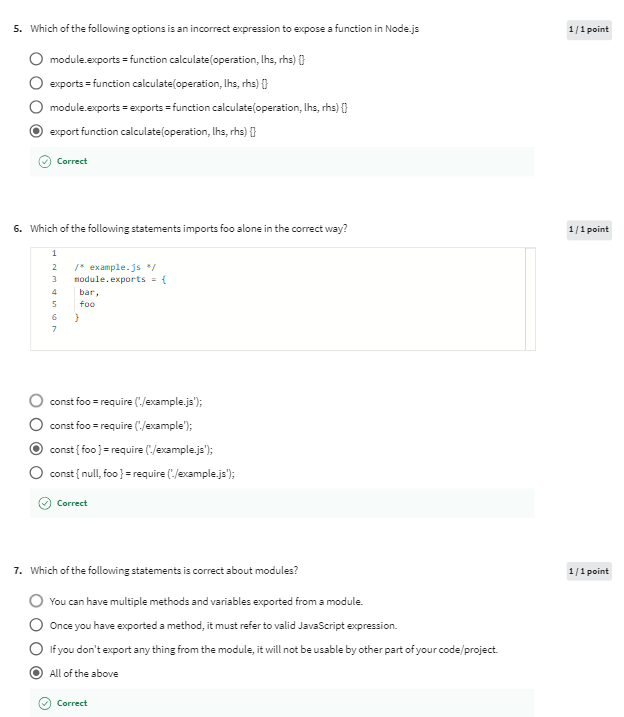 5. Which of the following options is an incorrect expression to expose a function in Node.js
1 / 1 point
module.exports = function calculate(operation, lhs, rhs) {}
exports = function calculate(operation, lhs, rhs) {}
module.exports = exports = function calculate(operation, lhs, rhs) {}
export function calculate(operation, lhs, rhs) {}
Correct
6. Which of the following statements imports foo alone in the correct way?
1 / 1 point
1
2 /* example.js */
3 module.exports = {
4 bar,
5 foo
6 }
7
const foo = require ('./example.js');
const foo = require ('./example');
const { foo } = require ('./example.js');
const { null, foo } = require ('./example.js');
Correct
7. Which of the following statements is correct about modules?
1 / 1 point
You can have multiple methods and variables exported from a module.
Once you have exported a method, it must refer to valid JavaScript expression.
If you don't export any thing from the module, it will not be usable by other part of your code/project.
All of the above
Correct